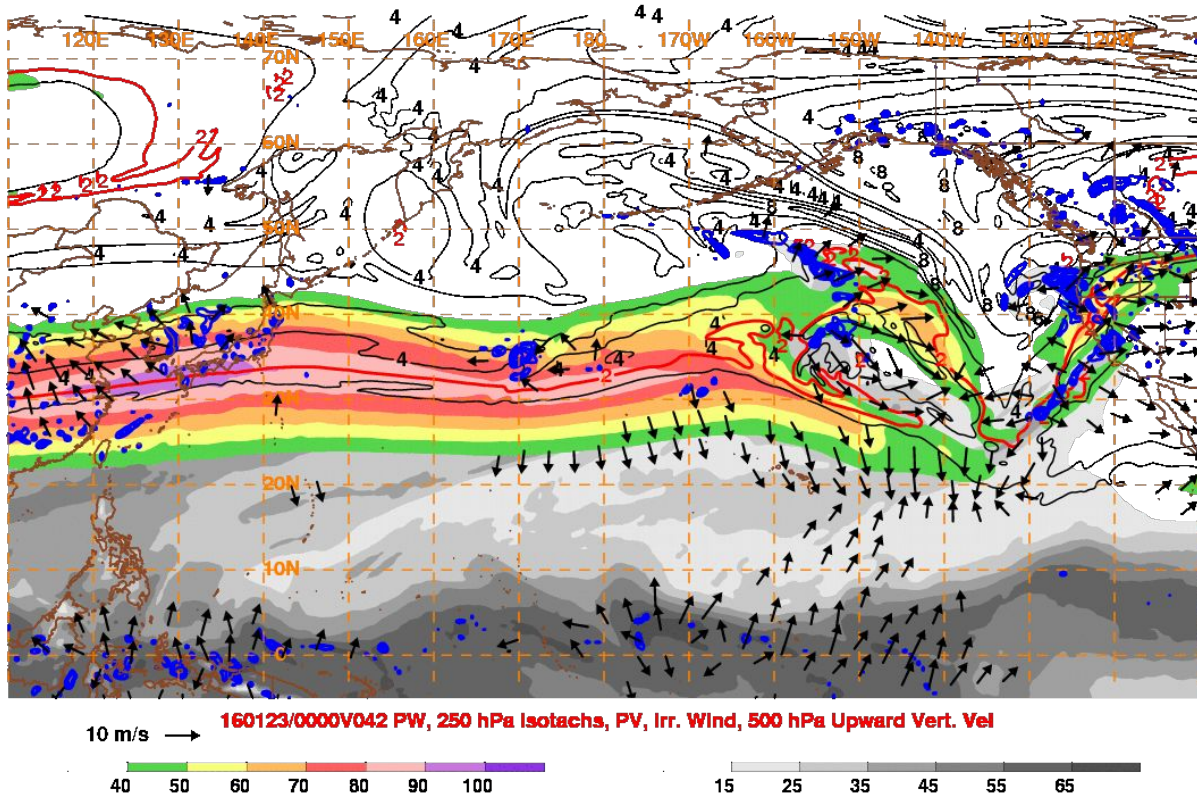 120E 130E 140E 150E 160E 170E 180 170W 160W 150W 140W 130W 120W
70N
60N
50N
40N
30N
20N
10N
0
160123/0000V042 PW, 250 hPa Isotachs, PV, Irr. Wind, 500 hPa Upward Vert. Vel
10 m/s
40 50 60 70 80 90 100
15 25 35 45 55 65